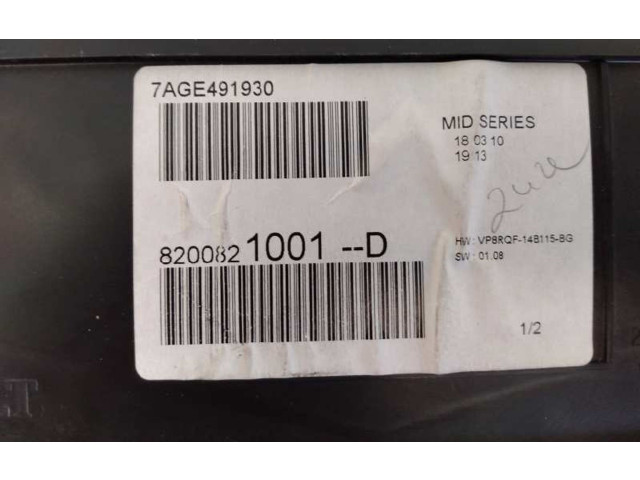 7AGE491930
MID SERIES
18 03 10
19 13
8200821001 --D
HW: VP8RQF-14B115-BG
SW: 01.08
1/2